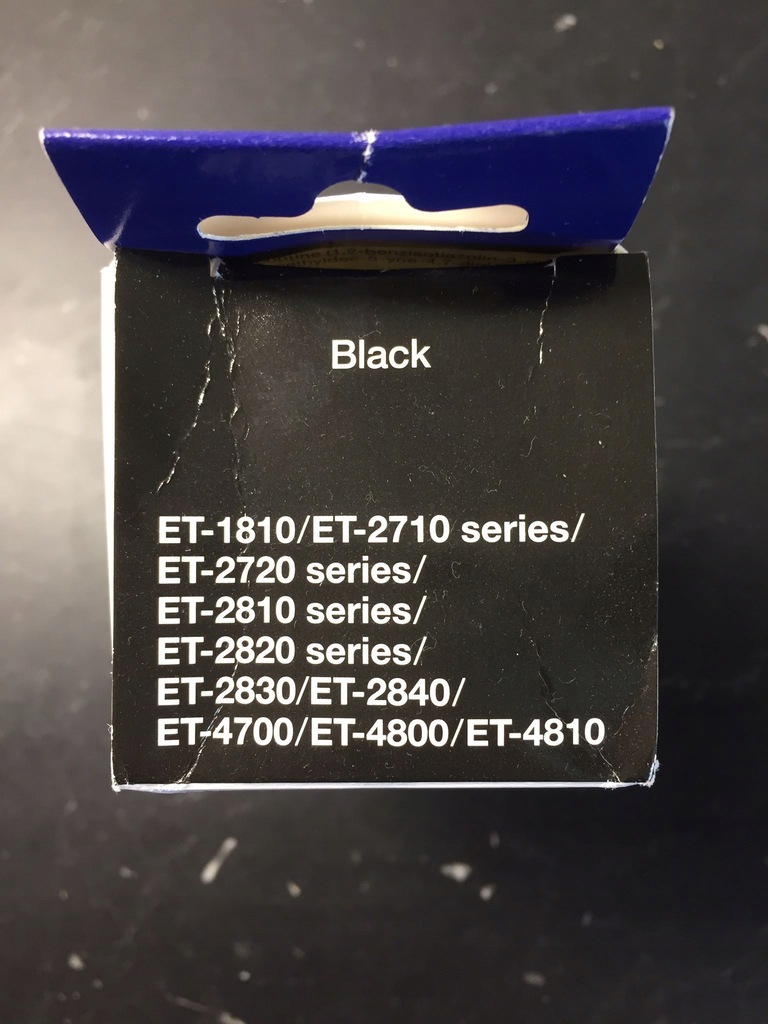 Black
ET-1810/ET-2710 series/
ET-2720 series/
ET-2810 series/
ET-2820 series/
ET-2830/ET-2840/
ET-4700/ET-4800/ET-4810